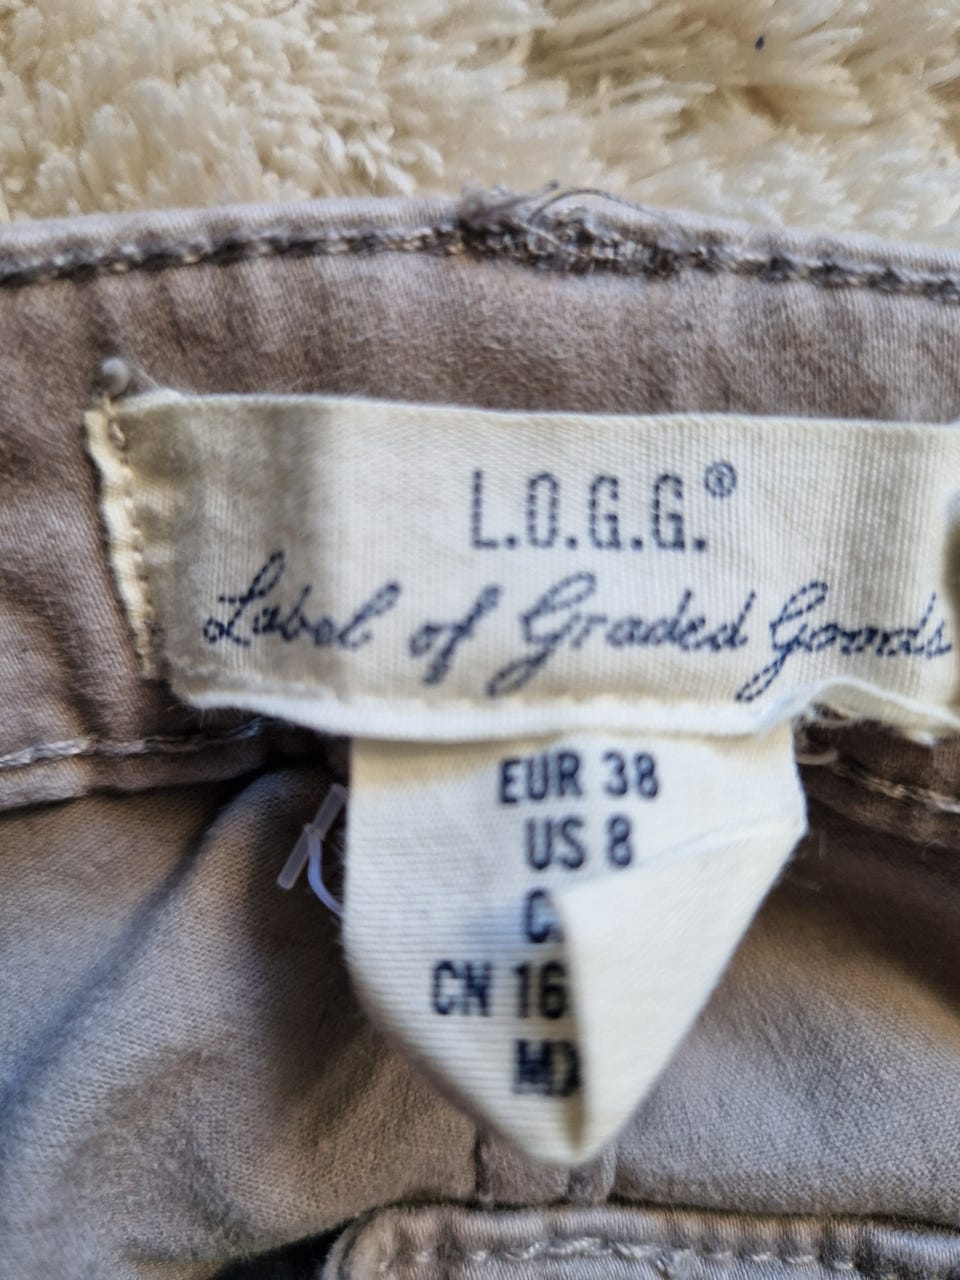 L.O.G.G.®
Label of Graded Goods
EUR 38
US 8
CN 16